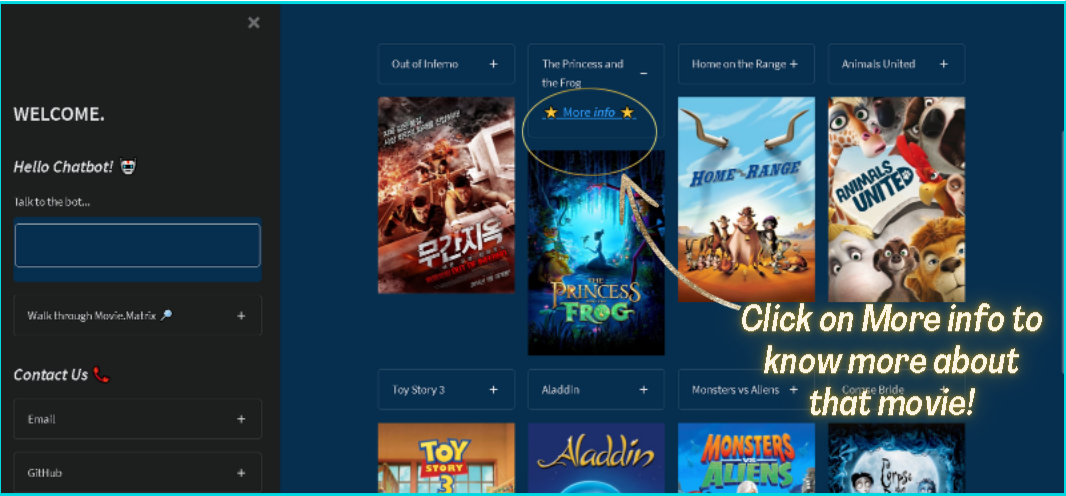 ×
WELCOME.
Hello Chatbot! 🤖
Talk to the bot...
Walk through Movie.Matrix 🔎 +
Contact Us 📞
Email +
GitHub +
Out of Inferno +
The Princess and
the Frog −
⭐ More info ⭐
Home on the Range +
Animals United +
무간지옥
THE
PRINCESS
FROG
HOME ON THE RANGE
ANIMALS
UNITED
Click on More info to
know more about
that movie!
Toy Story 3 +
Aladdin +
Monsters vs Aliens +
Corpse Bride +
TOY
STORY
3
Aladdin
MONSTERS
VS
ALIENS
Corpse